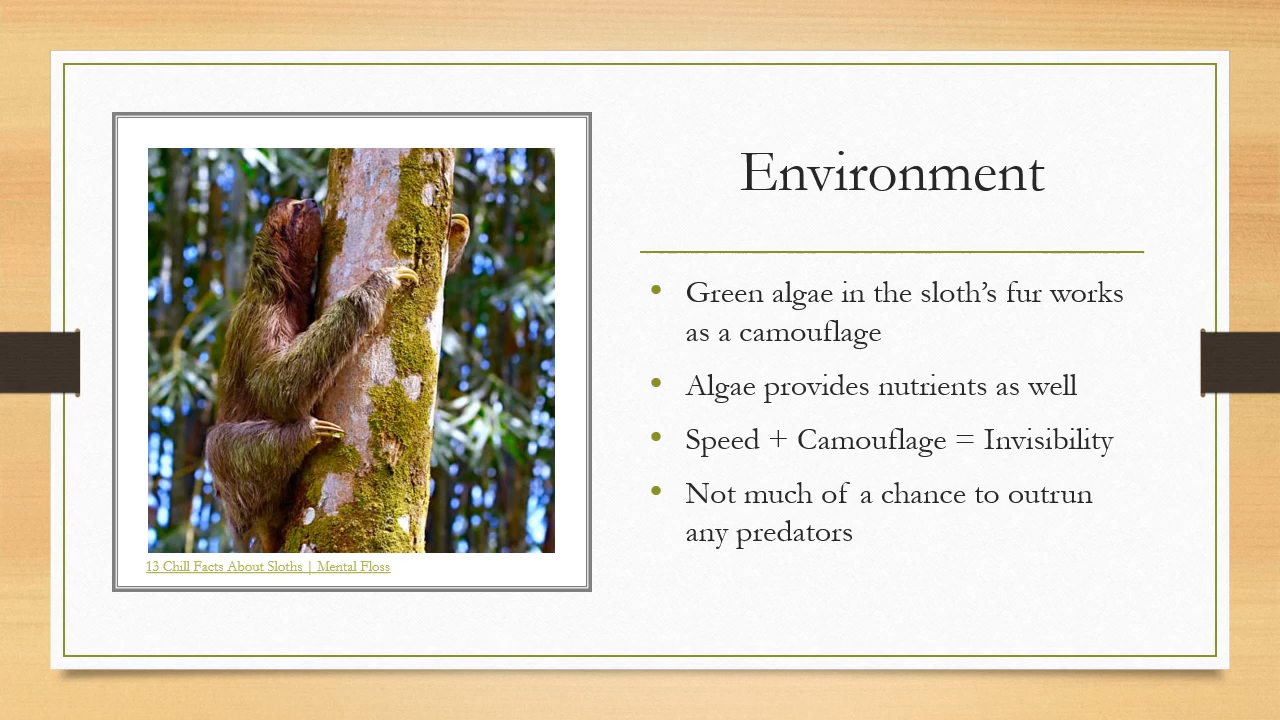 Environment
Green algae in the sloth’s fur works
as a camouflage
Algae provides nutrients as well
Speed + Camouflage = Invisibility
Not much of a chance to outrun
any predators
13 Chill Facts About Sloths | Mental Floss